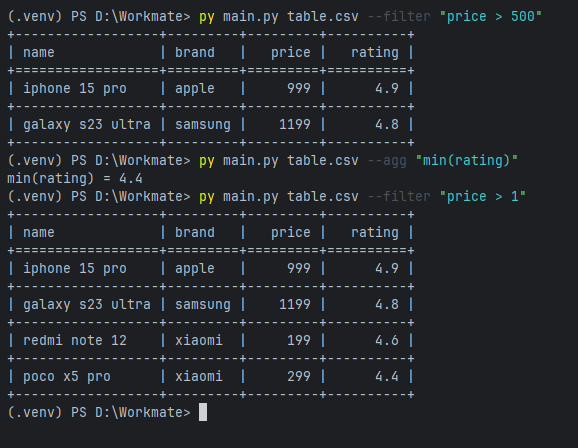 (.venv) PS D:\Workmate> py main.py table.csv --filter "price > 500"
+------------------+---------+---------+----------+
| name             | brand   |   price |   rating |
+==================+=========+=========+==========+
| iphone 15 pro    | apple   |     999 |      4.9 |
+------------------+---------+---------+----------+
| galaxy s23 ultra | samsung |    1199 |      4.8 |
+------------------+---------+---------+----------+
(.venv) PS D:\Workmate> py main.py table.csv --agg "min(rating)"
min(rating) = 4.4
(.venv) PS D:\Workmate> py main.py table.csv --filter "price > 1"
+------------------+---------+---------+----------+
| name             | brand   |   price |   rating |
+==================+=========+=========+==========+
| iphone 15 pro    | apple   |     999 |      4.9 |
+------------------+---------+---------+----------+
| galaxy s23 ultra | samsung |    1199 |      4.8 |
+------------------+---------+---------+----------+
| redmi note 12    | xiaomi  |     199 |      4.6 |
+------------------+---------+---------+----------+
| poco x5 pro      | xiaomi  |     299 |      4.4 |
+------------------+---------+---------+----------+
(.venv) PS D:\Workmate>